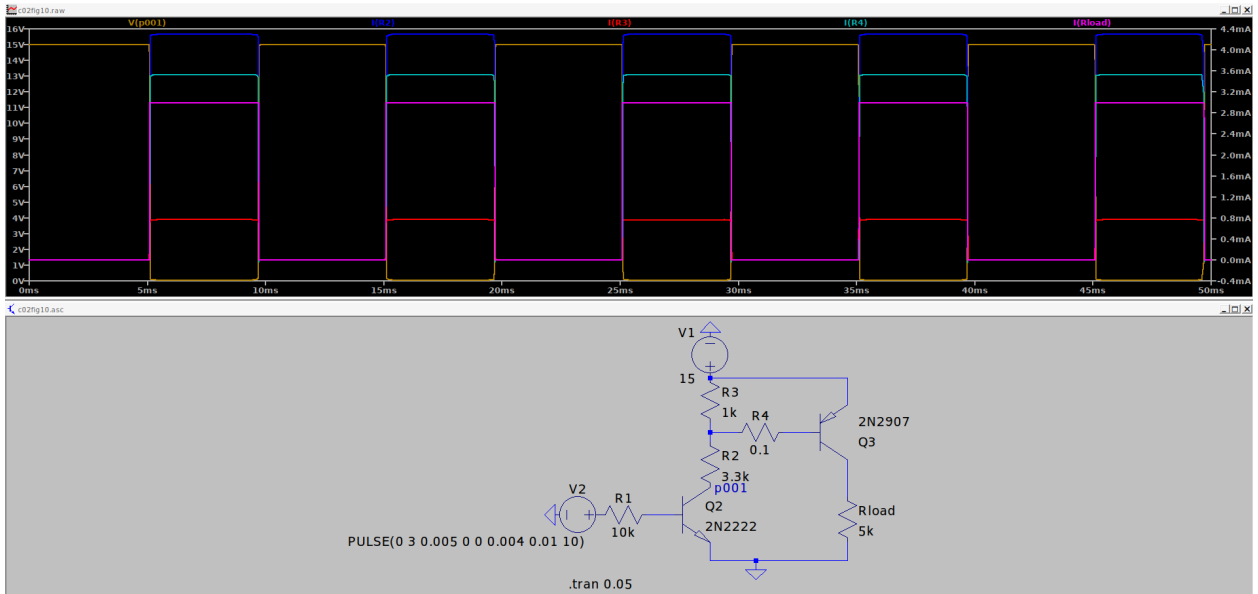 c02fig10.raw
V(p001) I(R2) I(R3) I(R4) I(Rload)
16V 4.4mA
15V 4.0mA
14V
13V 3.6mA
12V 3.2mA
11V
10V 2.8mA
9V 2.4mA
8V 2.0mA
7V
6V 1.6mA
5V 1.2mA
4V
3V 0.8mA
2V 0.4mA
1V 0.0mA
0V -0.4mA
0ms 5ms 10ms 15ms 20ms 25ms 30ms 35ms 40ms 45ms 50ms
c02fig10.asc
V1
15
R3
1k
R4
0.1
2N2907
Q3
R2
3.3k
p001
V2
R1
10k
Q2
2N2222
Rload
5k
PULSE(0 3 0.005 0 0 0.004 0.01 10)
.tran 0.05